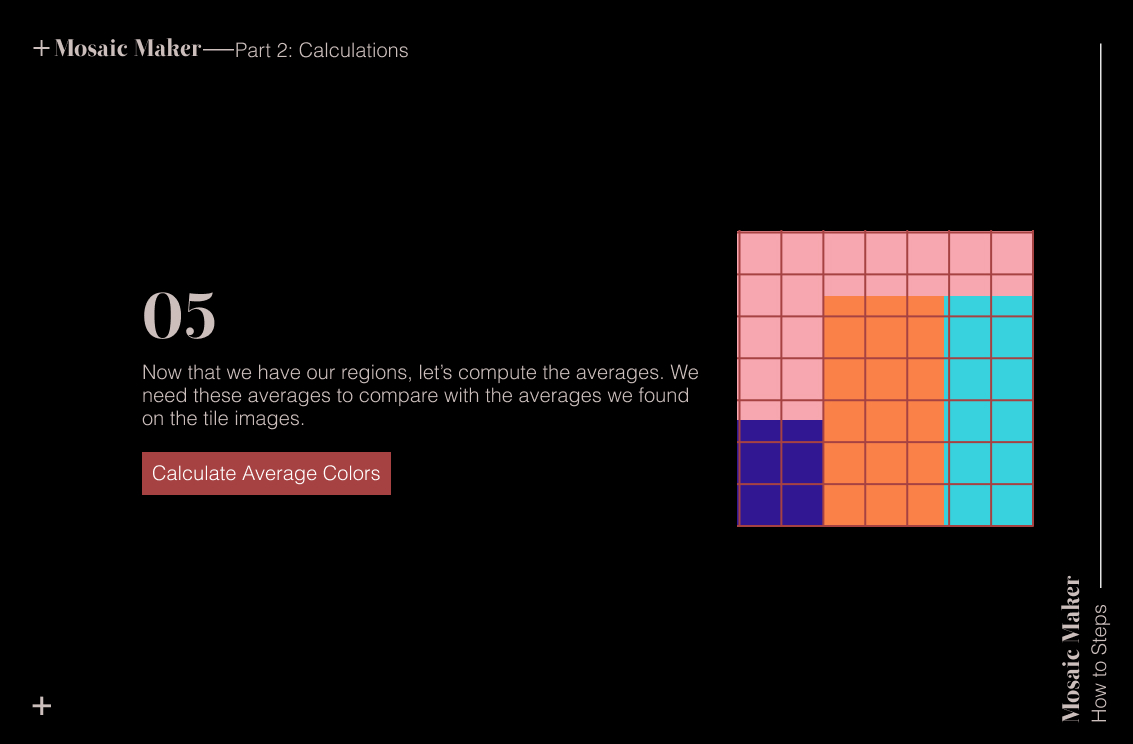 + Mosaic Maker—Part 2: Calculations
05
Now that we have our regions, let’s compute the averages. We
need these averages to compare with the averages we found
on the tile images.
Calculate Average Colors
Mosaic Maker
How to Steps
+